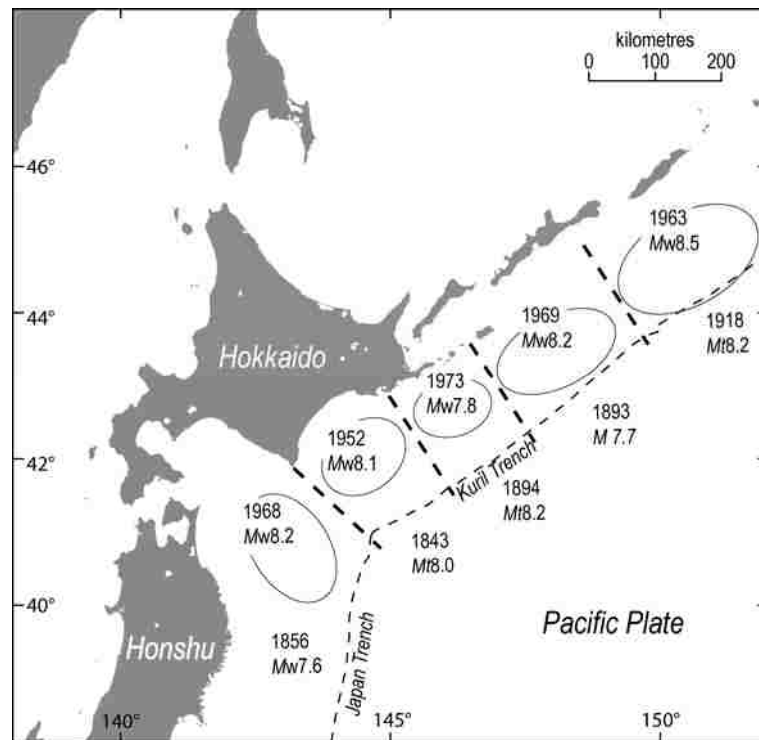 kilometres
0 100 200
46°
44°
42°
40°
140°
145°
150°
1963
Mw8.5
1918
Mt8.2
1969
Mw8.2
1893
M 7.7
Hokkaido
1973
Mw7.8
Kuril Trench
1894
Mt8.2
1952
Mw8.1
1843
Mt8.0
1968
Mw8.2
1856
Mw7.6
Honshu
Japan Trench
Pacific Plate